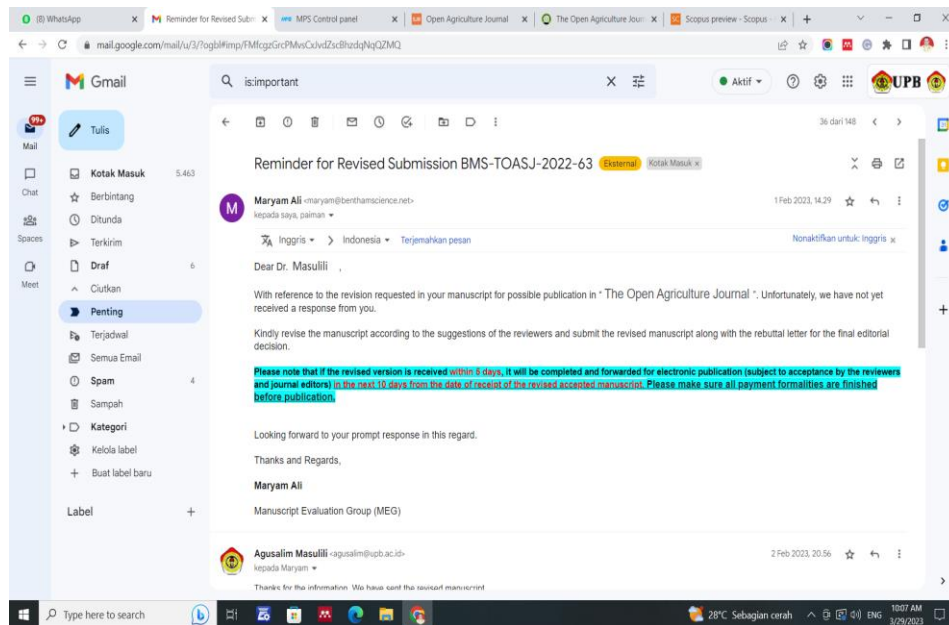 (8) WhatsApp
Reminder for Revised Subm
MPS Control panel
Open Agriculture Journal
The Open Agriculture Jour
Scopus preview - Scopus
mail.google.com/mail/u/3/?ogbl#imp/FMfcgzGrcPMvsCxJvdZscBhzdqNqQZMQ
Gmail
is:important
Aktif
UPB
99+
Mail
Chat
Spaces
Meet
Tulis
Kotak Masuk 5.463
Berbintang
Ditunda
Terkirim
Draf 6
Ciutkan
Penting
Terjadwal
Semua Email
Spam 4
Sampah
Kategori
Kelola label
Buat label baru
Label
36 dari 148
Reminder for Revised Submission BMS-TOASJ-2022-63 Eksternal Kotak Masuk x
M
Maryam Ali <maryam@benthamscience.net> 1 Feb 2023, 14.29
kepada saya, paiman
Inggris > Indonesia Terjemahkan pesan Nonaktifkan untuk: Inggris x
Dear Dr. Masulili ,
With reference to the revision requested in your manuscript for possible publication in " The Open Agriculture Journal ". Unfortunately, we have not yet
received a response from you.
Kindly revise the manuscript according to the suggestions of the reviewers and submit the revised manuscript along with the rebuttal letter for the final editorial
decision.
Please note that if the revised version is received within 5 days, it will be completed and forwarded for electronic publication (subject to acceptance by the reviewers
and journal editors) in the next 10 days from the date of receipt of the revised accepted manuscript. Please make sure all payment formalities are finished
before publication.
Looking forward to your prompt response in this regard.
Thanks and Regards,
Maryam Ali
Manuscript Evaluation Group (MEG)
Agusalim Masulili <agusalim@upb.ac.id> 2 Feb 2023, 20.56
kepada Maryam
Thanks for the information. We have sent the revised manuscript
Type here to search
28°C Sebagian cerah
ENG
10:07 AM
3/29/2023